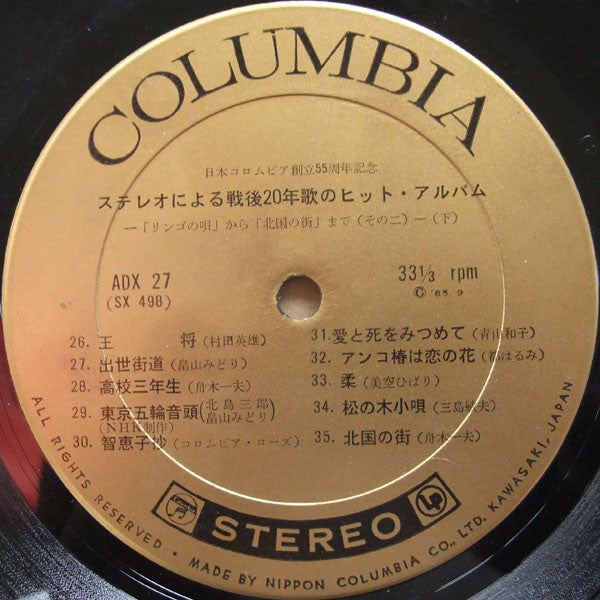 COLUMBIA
日本コロムビア創立55周年記念
ステレオによる戦後20年歌のヒット・アルバム
—「リンゴの唄」から「北国の街」まで(その二)—(下)
ADX 27
(SX 498)
33⅓ rpm
Ⓒ '65. 9
26. 王将(村田英雄)
27. 出世街道(畠山みどり)
28. 高校三年生(舟木一夫)
29. 東京五輪音頭(北島三郎 畠山みどり)
(NHK制作)
30. 智恵子抄(コロムビア・ローズ)
31. 愛と死をみつめて(青山和子)
32. アンコ椿は恋の花(都はるみ)
33. 柔(美空ひばり)
34. 松の木小唄(三島敏夫)
35. 北国の街(舟木一夫)
STEREO
LP
ALL RIGHTS RESERVED • MADE BY NIPPON COLUMBIA CO., LTD. KAWASAKI, JAPAN